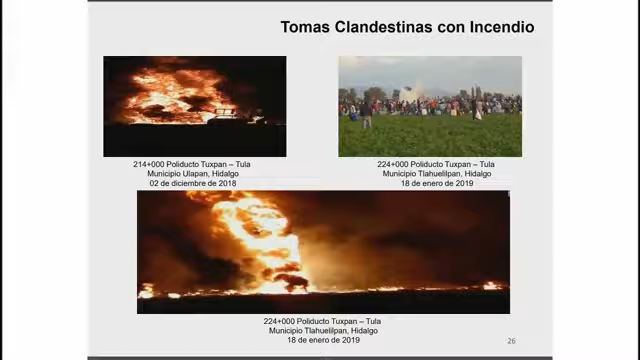 Tomas Clandestinas con Incendio
214+000 Poliducto Tuxpan – Tula
Municipio Ulapan, Hidalgo
02 de diciembre de 2018
224+000 Poliducto Tuxpan – Tula
Municipio Tlahuelilpan, Hidalgo
18 de enero de 2019
224+000 Poliducto Tuxpan – Tula
Municipio Tlahuelilpan, Hidalgo
18 de enero de 2019
26